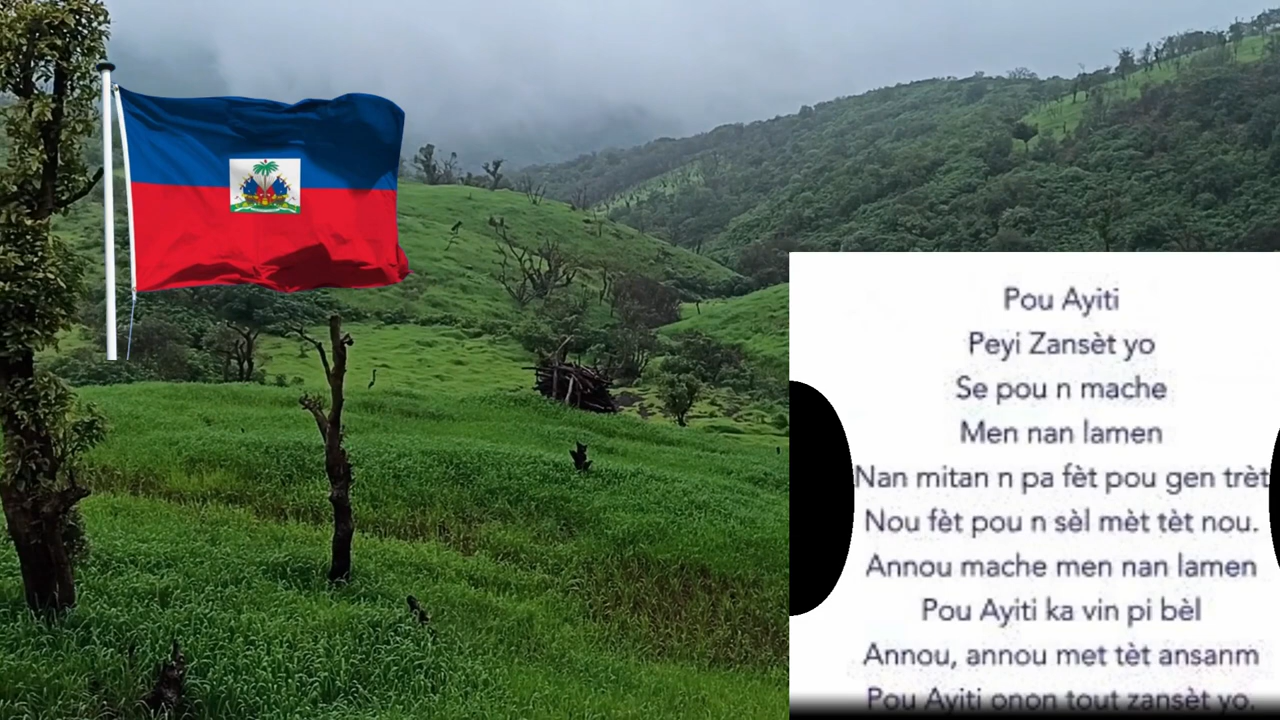 Pou Ayiti
Peyi Zansèt yo
Se pou n mache
Men nan lamen
Nan mitan n pa fèt pou gen trèt
Nou fèt pou n sèl mèt tèt nou.
Annou mache men nan lamen
Pou Ayiti ka vin pi bèl
Annou, annou met tèt ansanm
Pou Ayiti onon tout zansèt yo.